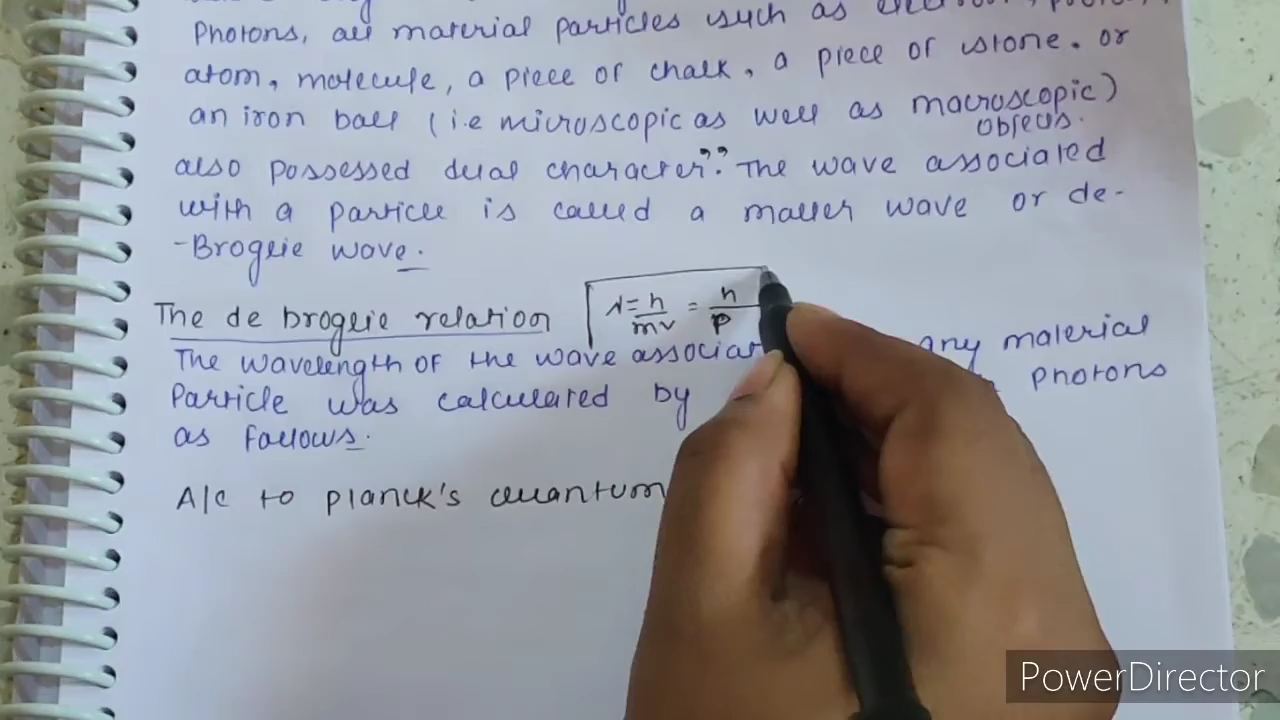 Photons, all material particles such as
atom, molecule, a piece of chalk, a piece of stone. or
an iron ball (i.e microscopic as well as macroscopic)
objects.
also possessed dual character". The wave associated
with a particle is called a matter wave or de-
-Broglie wave.
The de broglie relation λ = h/mv = h/p
The wavelength of the wave any material
Particle was calculated by photons
as follows.
A/c to planck's quantum
PowerDirector